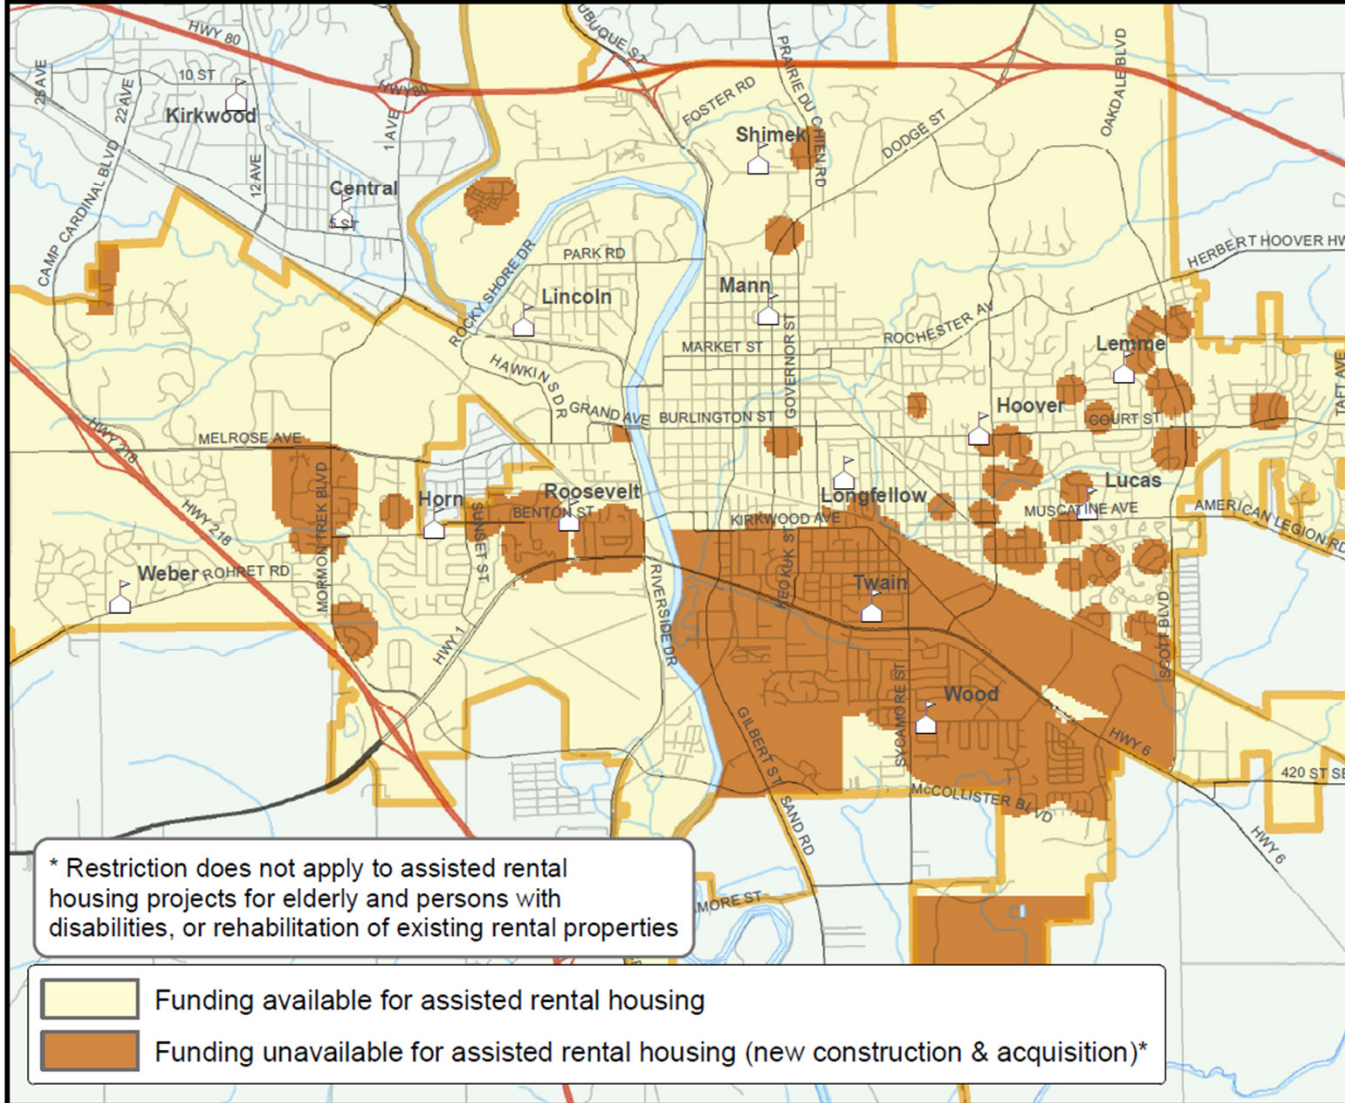 HWY 80
UBUQUE ST
PRAIRIE DU CHIEN RD
OAKDALE BLVD
25 AVE
10 ST
22 AVE
HWY 80
FOSTER RD
Kirkwood
1 AVE
Shimek
DODGE ST
12 AVE
Central
CAMP CARDINAL BLVD
HERBERT HOOVER HW
PARK RD
ROCKY SHORE DR
Lincoln
Mann
GOVERNOR ST
ROCHESTER AV
MARKET ST
Lemme
HAWKINS DR
TAFT AVE
GRAND AVE
BURLINGTON ST
Hoover
COURT ST
HWY 218
MELROSE AVE
MORMON TREK BLVD
Horn
Roosevelt
Lucas
Longfellow
HWY 218
SUNSET ST
BENTON ST
KIRKWOOD AVE
MUSCATINE AVE
AMERICAN LEGION RD
Weber
ROHRET RD
KEOKUK ST
Twain
RIVERSIDE DR
SCOTT BLVD
HWY 1
Wood
SYCAMORE ST
GILBERT ST
HWY 6
420 ST SE
SAND RD
McCOLLISTER BLVD
HWY 6
* Restriction does not apply to assisted rental
housing projects for elderly and persons with
disabilities, or rehabilitation of existing rental properties
MORE ST
Funding available for assisted rental housing
Funding unavailable for assisted rental housing (new construction & acquisition)*